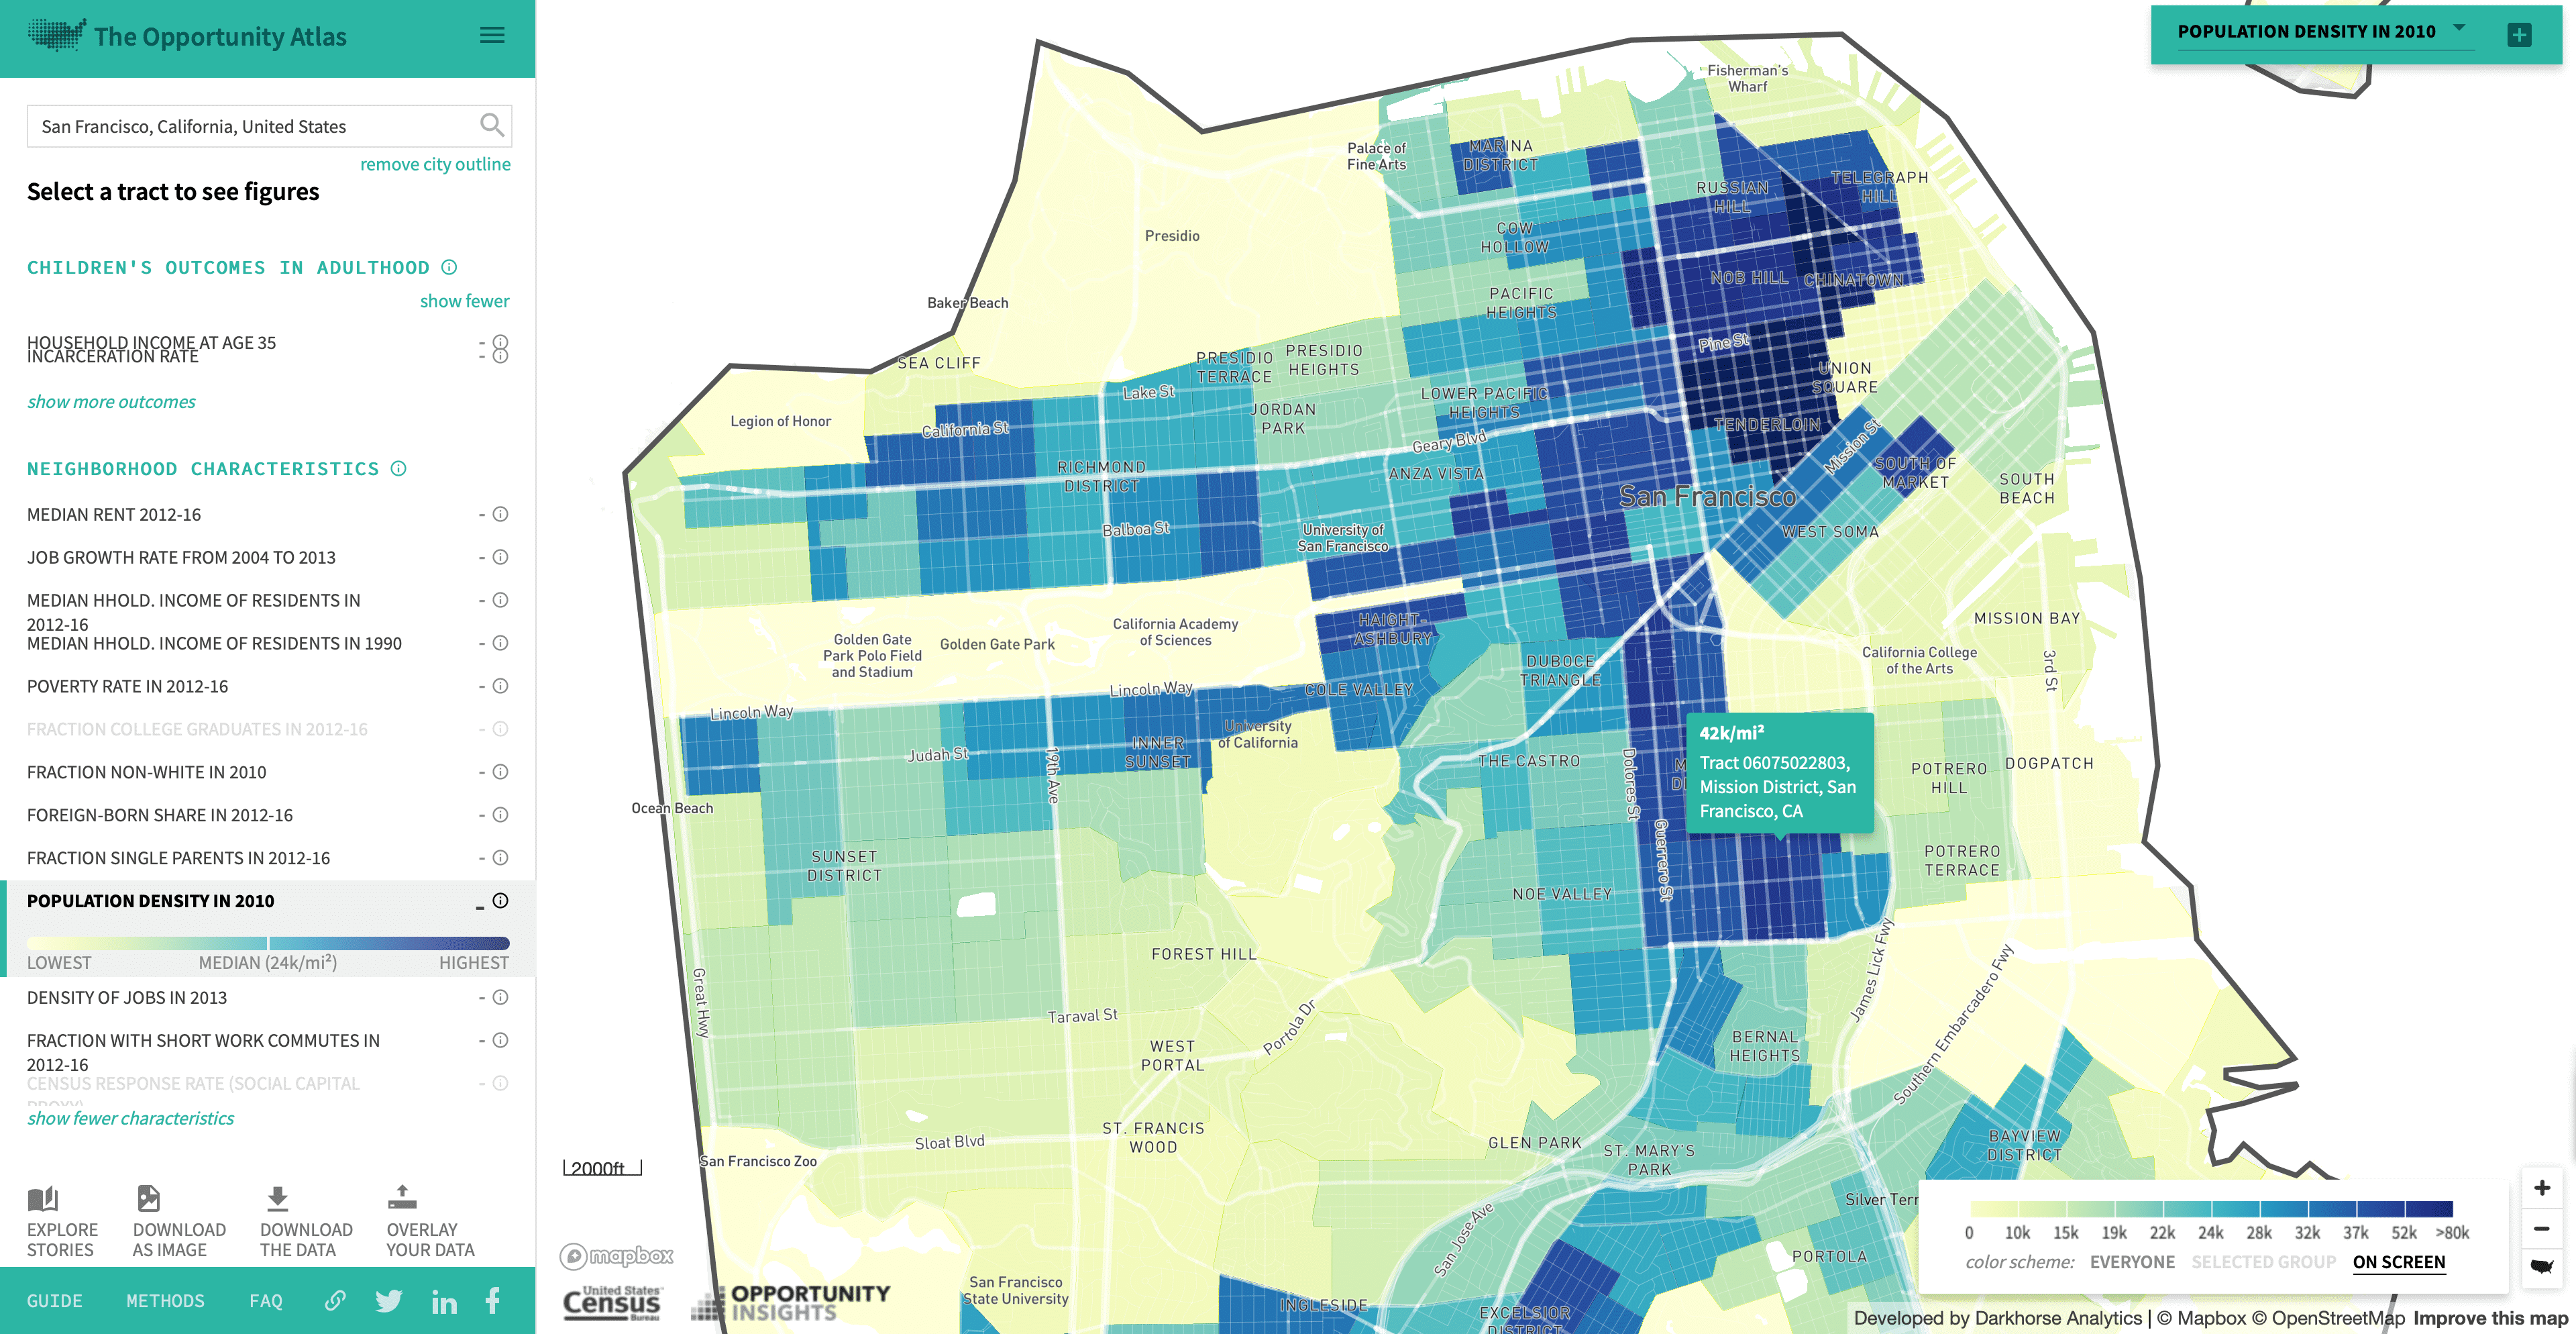 The Opportunity Atlas
San Francisco, California, United States
remove city outline
Select a tract to see figures
CHILDREN'S OUTCOMES IN ADULTHOOD
show fewer
HOUSEHOLD INCOME AT AGE 35 -
INCARCERATION RATE -
show more outcomes
NEIGHBORHOOD CHARACTERISTICS
MEDIAN RENT 2012-16 -
JOB GROWTH RATE FROM 2004 TO 2013 -
MEDIAN HHOLD. INCOME OF RESIDENTS IN -
2012-16
MEDIAN HHOLD. INCOME OF RESIDENTS IN 1990 -
POVERTY RATE IN 2012-16 -
FRACTION COLLEGE GRADUATES IN 2012-16 -
FRACTION NON-WHITE IN 2010 -
FOREIGN-BORN SHARE IN 2012-16 -
FRACTION SINGLE PARENTS IN 2012-16 -
POPULATION DENSITY IN 2010 -
LOWEST MEDIAN (24k/mi²) HIGHEST
DENSITY OF JOBS IN 2013 -
FRACTION WITH SHORT WORK COMMUTES IN -
2012-16
CENSUS RESPONSE RATE (SOCIAL CAPITAL -
PROXY)
show fewer characteristics
EXPLORE
STORIES
DOWNLOAD
AS IMAGE
DOWNLOAD
THE DATA
OVERLAY
YOUR DATA
GUIDE METHODS FAQ
POPULATION DENSITY IN 2010
Fisherman's
Wharf
Palace of
Fine Arts
MARINA
DISTRICT
RUSSIAN
HILL
TELEGRAPH
HILL
Presidio
COW
HOLLOW
NOB HILL
CHINATOWN
PACIFIC
HEIGHTS
Baker Beach
Pine St
SEA CLIFF
PRESIDIO
TERRACE
PRESIDIO
HEIGHTS
UNION
SQUARE
Lake St
LOWER PACIFIC
HEIGHTS
Legion of Honor
California St
JORDAN
PARK
TENDERLOIN
Geary Blvd
Mission St
RICHMOND
DISTRICT
ANZA VISTA
SOUTH OF
MARKET
SOUTH
BEACH
San Francisco
Balboa St
University of
San Francisco
WEST SOMA
MISSION BAY
California Academy
of Sciences
HAIGHT-
ASHBURY
Golden Gate
Park Polo Field
and Stadium
Golden Gate Park
California College
of the Arts
3rd St
DUBOCE
TRIANGLE
Lincoln Way
COLE VALLEY
Lincoln Way
University
of California
42k/mi²
Tract 06075022803,
Mission District, San
Francisco, CA
M
D
Judah St
19th Ave
INNER
SUNSET
THE CASTRO
Dolores St
POTRERO
HILL
DOGPATCH
Ocean Beach
Guerrero St
SUNSET
DISTRICT
POTRERO
TERRACE
NOE VALLEY
FOREST HILL
James Lick Fwy
Southern Embarcadero Fwy
Great Hwy
Taraval St
Portola Dr
WEST
PORTAL
BERNAL
HEIGHTS
Sloat Blvd
ST. FRANCIS
WOOD
GLEN PARK
ST. MARY'S
PARK
BAYVIEW
DISTRICT
2000ft
San Francisco Zoo
Silver Terr
San Jose Ave
PORTOLA
mapbox
San Francisco
State University
INGLESIDE
EXCELSIOR
DISTRICT
United States
Census
Bureau
OPPORTUNITY
INSIGHTS
0 10k 15k 19k 22k 24k 28k 32k 37k 52k >80k
color scheme: EVERYONE SELECTED GROUP ON SCREEN
Developed by Darkhorse Analytics | © Mapbox © OpenStreetMap Improve this map